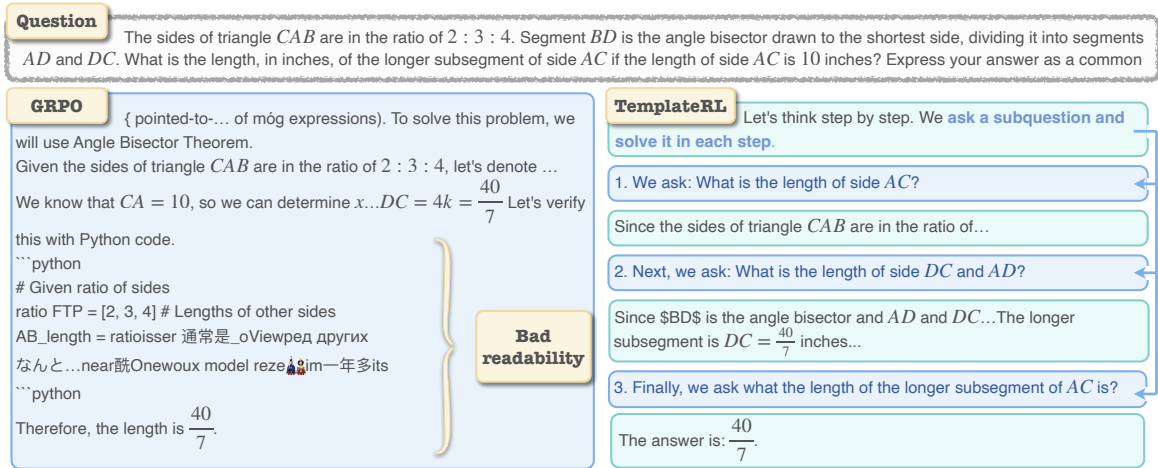 Question
The sides of triangle CAB are in the ratio of 2 : 3 : 4. Segment BD is the angle bisector drawn to the shortest side, dividing it into segments
AD and DC. What is the length, in inches, of the longer subsegment of side AC if the length of side AC is 10 inches? Express your answer as a common
GRPO
{ pointed-to-… of móg expressions). To solve this problem, we
will use Angle Bisector Theorem.
Given the sides of triangle CAB are in the ratio of 2 : 3 : 4, let's denote …
We know that CA = 10, so we can determine x...DC = 4k = 40/7 Let's verify
this with Python code.
```python
# Given ratio of sides
ratio FTP = [2, 3, 4] # Lengths of other sides
AB_length = ratioisser 通常是_oViewpед других
なんと…near酰Onewoux model reze🎎im一年多its
```python
Therefore, the length is 40/7.
Bad
readability
TemplateRL
Let's think step by step. We ask a subquestion and
solve it in each step.
1. We ask: What is the length of side AC?
Since the sides of triangle CAB are in the ratio of…
2. Next, we ask: What is the length of side DC and AD?
Since $BD$ is the angle bisector and AD and DC…The longer
subsegment is DC = 40/7 inches...
3. Finally, we ask what the length of the longer subsegment of AC is?
The answer is: 40/7.